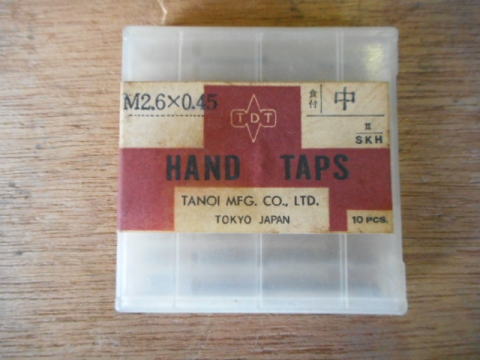 M2.6×0.45
食付 中
TDT
II
SKH
HAND TAPS
TANOI MFG. CO., LTD.
TOKYO JAPAN
10 PCS.